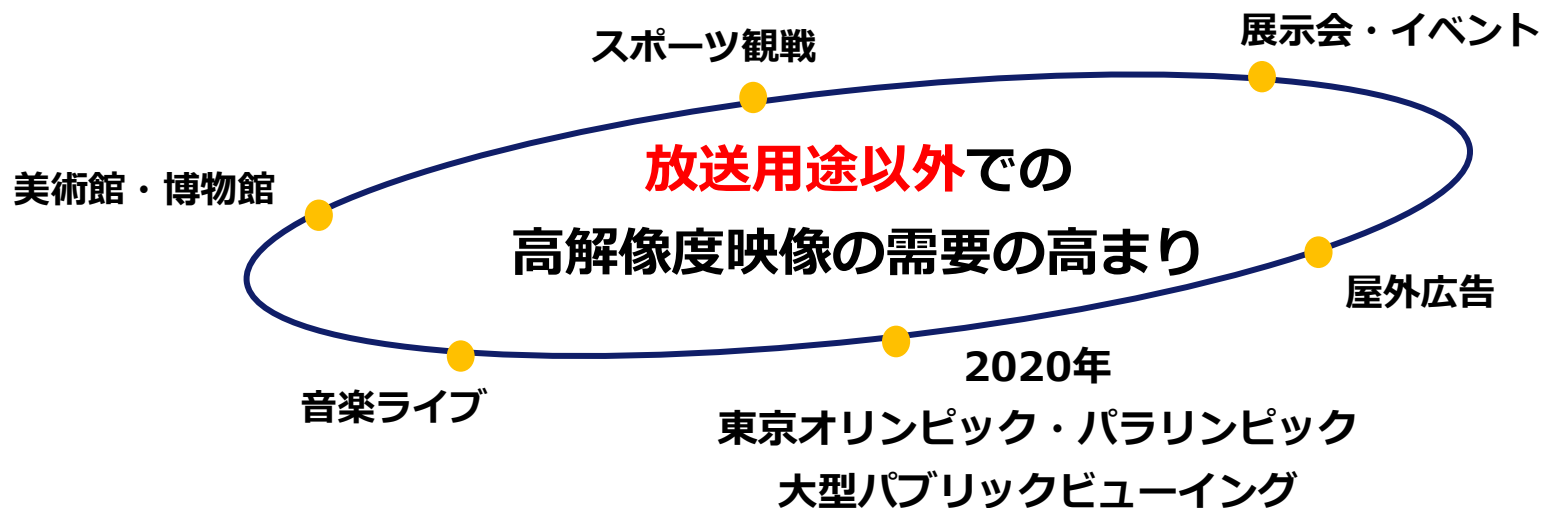 展示会・イベント
スポーツ観戦
放送用途以外での
高解像度映像の需要の高まり
美術館・博物館
屋外広告
2020年
東京オリンピック・パラリンピック
大型パブリックビューイング
音楽ライブ